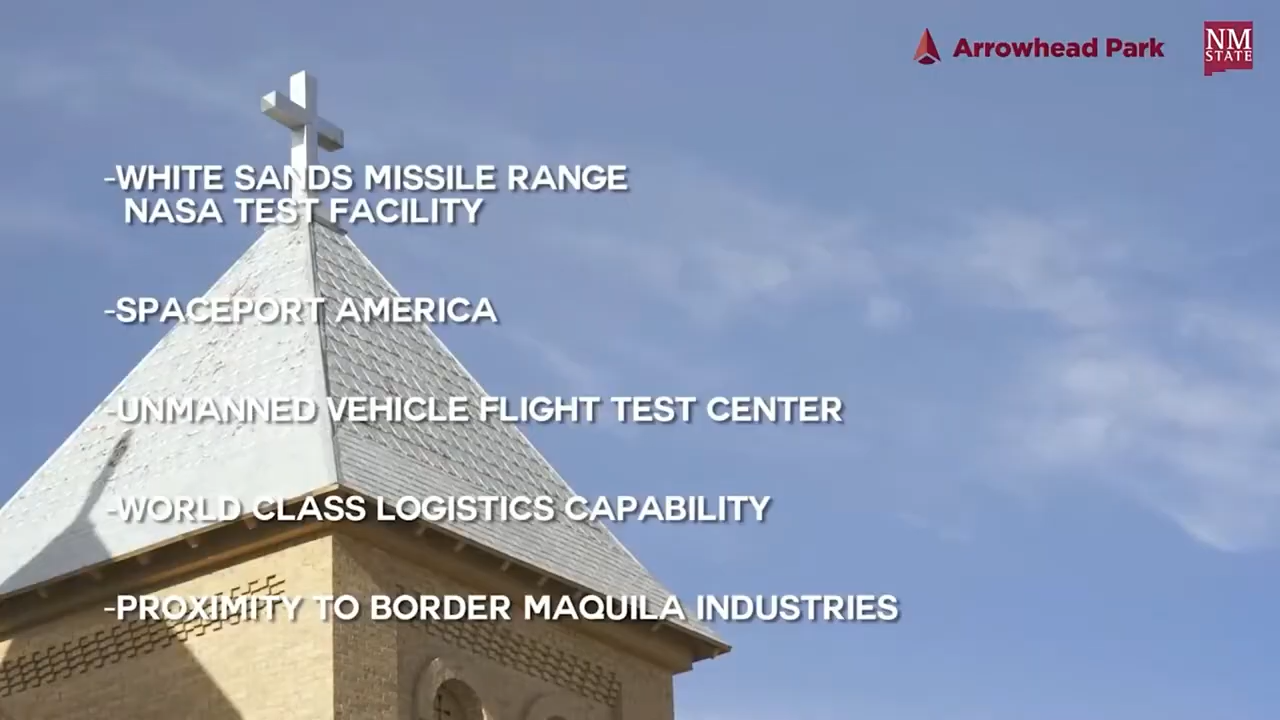 Arrowhead Park
NM
STATE
-WHITE SANDS MISSILE RANGE
NASA TEST FACILITY
-SPACEPORT AMERICA
-UNMANNED VEHICLE FLIGHT TEST CENTER
-WORLD CLASS LOGISTICS CAPABILITY
-PROXIMITY TO BORDER MAQUILA INDUSTRIES